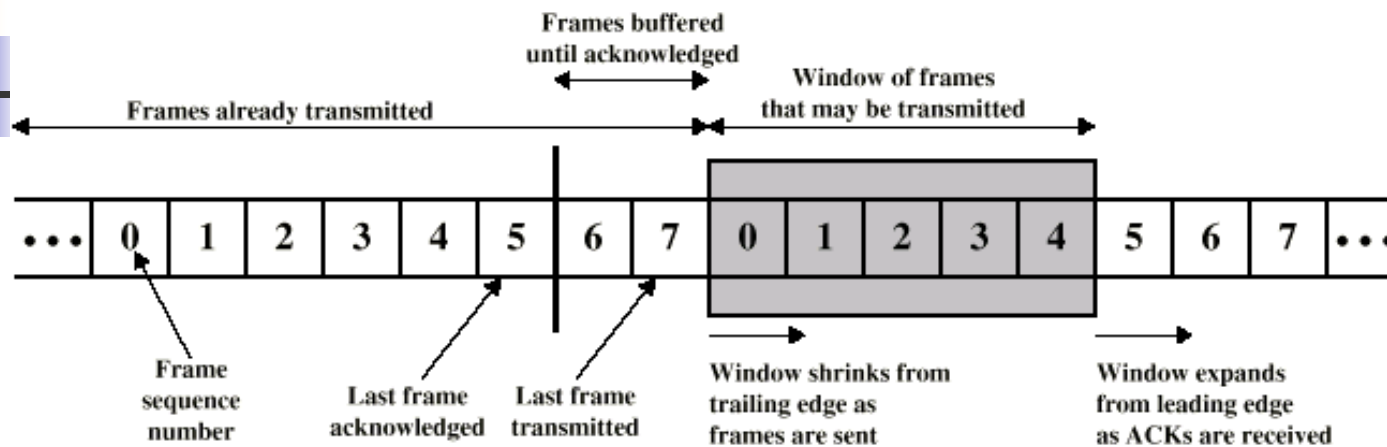 Frames buffered
until acknowledged
Window of frames
that may be transmitted
Frames already transmitted
••• 0 1 2 3 4 5 6 7 0 1 2 3 4 5 6 7 •••
Frame
sequence
number
Last frame
acknowledged
Last frame
transmitted
Window shrinks from
trailing edge as
frames are sent
Window expands
from leading edge
as ACKs are received